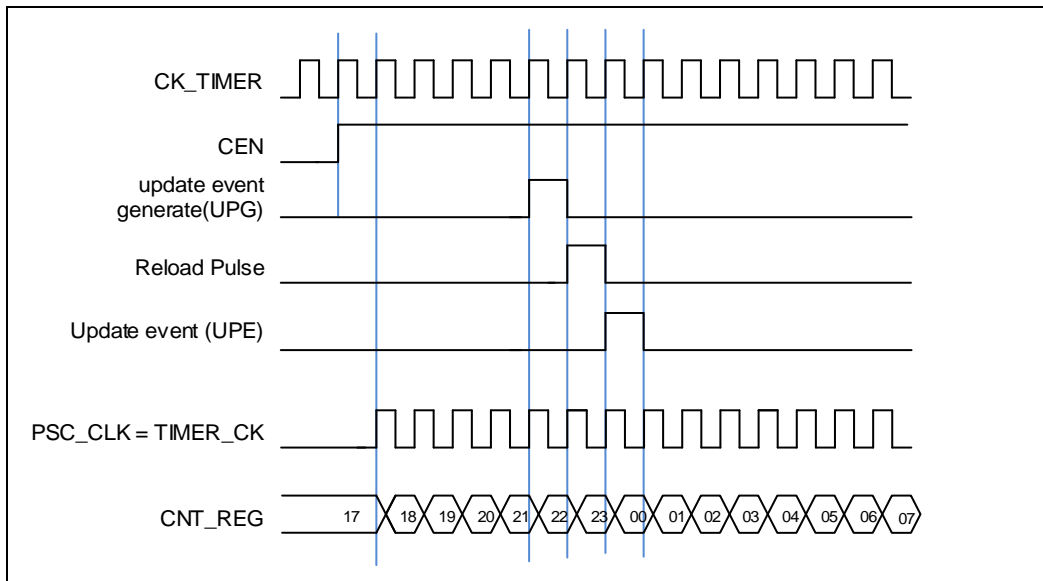 CK_TIMER
CEN
update event
generate(UPG)
Reload Pulse
Update event (UPE)
PSC_CLK = TIMER_CK
CNT_REG 17 18 19 20 21 22 23 00 01 02 03 04 05 06 07